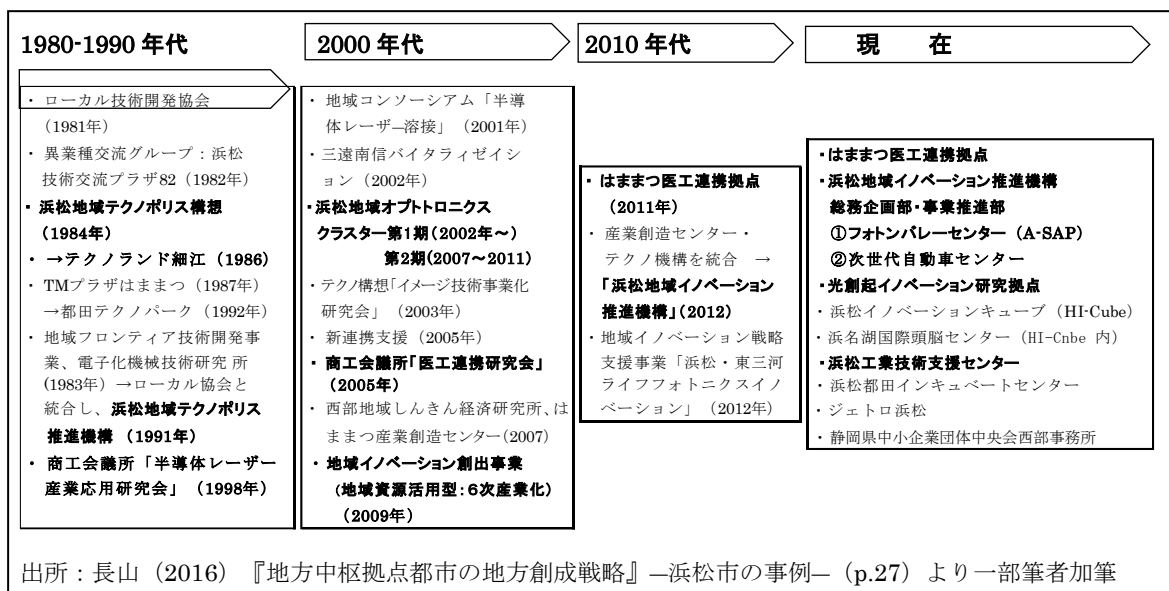 1980-1990 年代
・ ローカル技術開発協会
(1981年)
・ 異業種交流グループ：浜松
技術交流プラザ82（1982年）
・ 浜松地域テクノポリス構想
(1984年)
・ →テクノランド細江 (1986)
・ TMプラザはままつ（1987年）
→都田テクノパーク（1992年）
・ 地域フロンティア技術開発事
業、電子化機械技術研究 所
(1983年）→ローカル協会と
統合し、浜松地域テクノポリス
推進機構 （1991年）
・ 商工会議所「半導体レーザー
産業応用研究会」（1998年）
2000 年代
・ 地域コンソーシアム「半導
体レーザ―溶接」（2001年）
・ 三遠南信バイタライゼイシ
ョン（2002年）
・ 浜松地域オプトトロニクス
クラスター第1期（2002年～）
第2期(2007～2011)
・ テクノ構想「イメージ技術事業化
研究会」（2003年）
・ 新連携支援（2005年）
・ 商工会議所「医工連携研究会」
（2005年）
・ 西部地域しんきん経済研究所、は
ままつ産業創造センター(2007)
・ 地域イノベーション創出事業
（地域資源活用型：６次産業化）
（2009年）
2010 年代
・ はままつ医工連携拠点
（2011年）
・ 産業創造センター・
テクノ機構を統合 →
「浜松地域イノベーション
推進機構」（2012）
・ 地域イノベーション戦略
支援事業「浜松・東三河
ライフフォトニクスイノ
ベーション」（2012年）
現 在
・はままつ医工連携拠点
・浜松地域イノベーション推進機構
総務企画部・事業推進部
①フォトンバレーセンター（A-SAP）
②次世代自動車センター
・光創起イノベーション研究拠点
・浜松イノベーションキューブ（HI-Cube）
・浜名湖国際頭脳センター（HI-Cnbe 内）
・浜松工業技術支援センター
・浜松都田インキュベートセンター
・ジェトロ浜松
・静岡県中小企業団体中央会西部事務所
出所：長山（2016）『地方中枢拠点都市の地方創成戦略』―浜松市の事例―（p.27）より一部筆者加筆